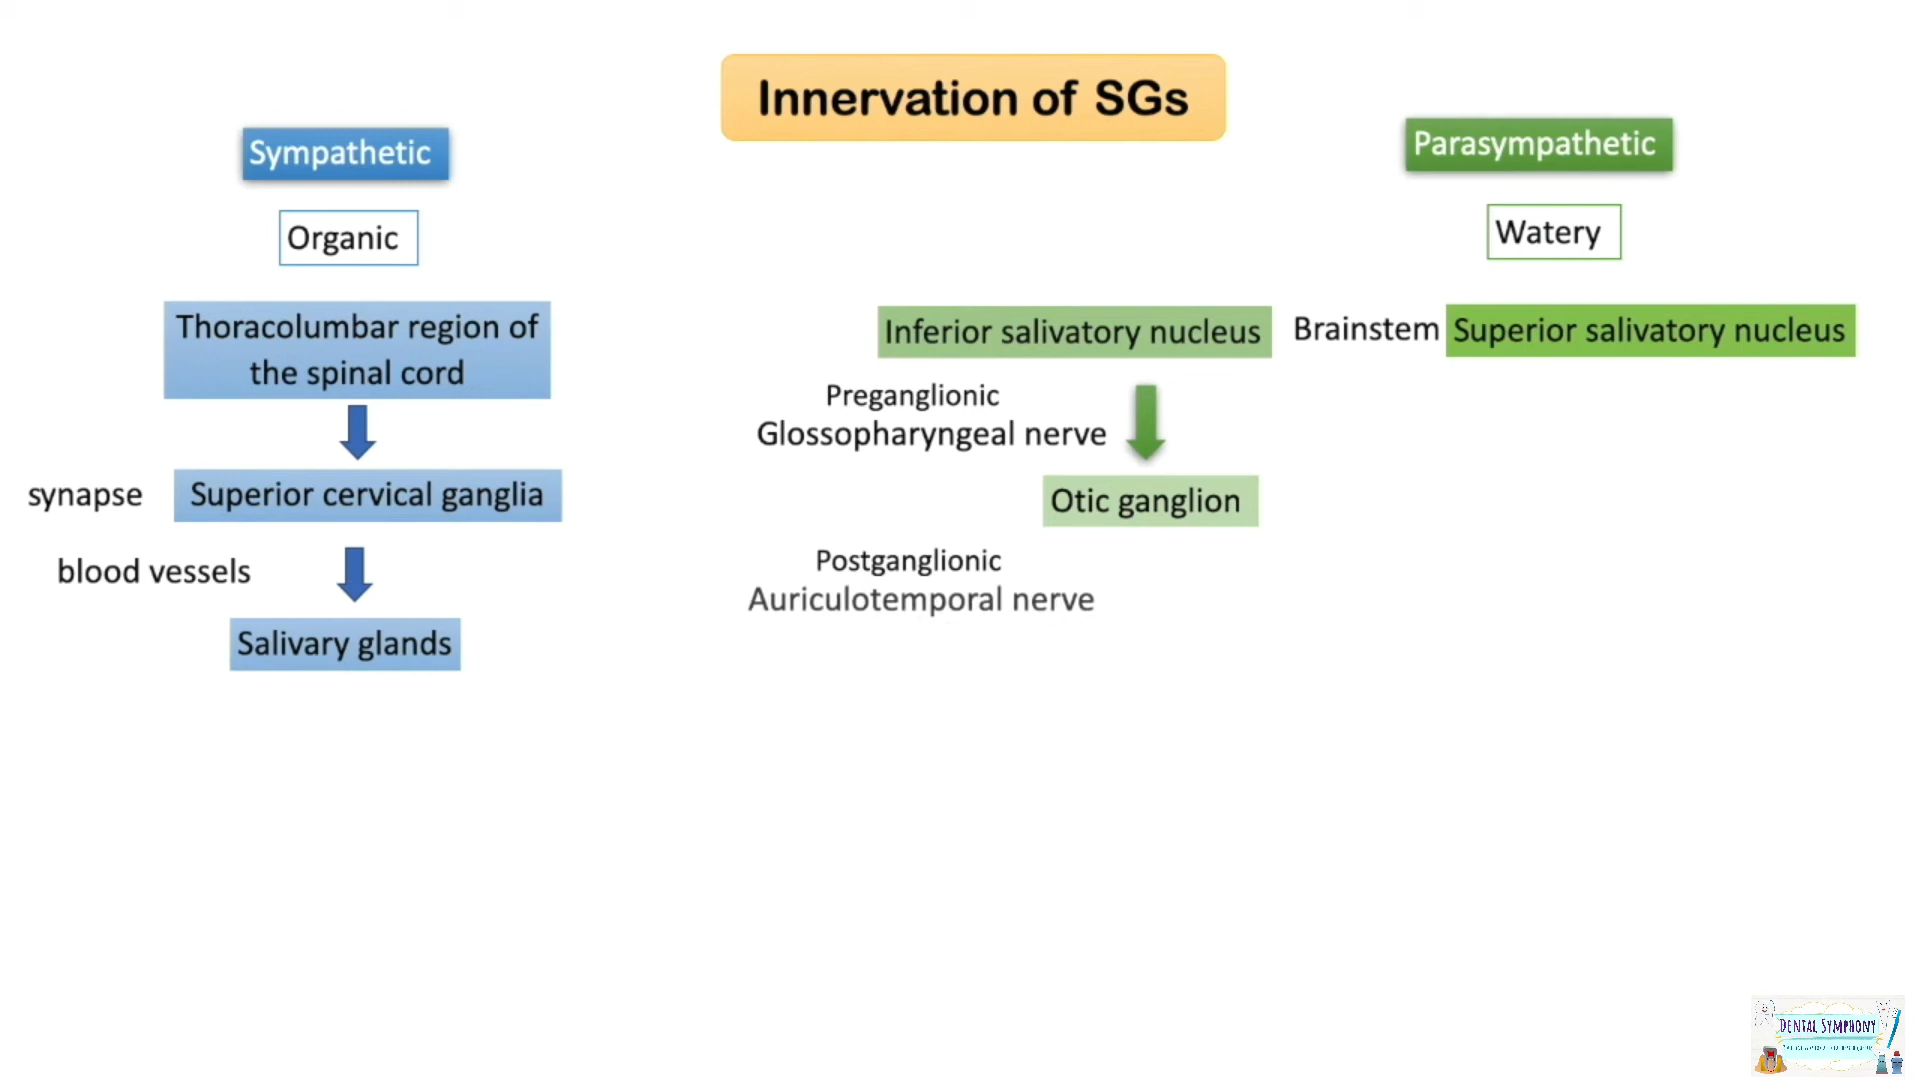 Innervation of SGs
Sympathetic
Organic
Thoracolumbar region of
the spinal cord
synapse
Superior cervical ganglia
blood vessels
Salivary glands
Parasympathetic
Watery
Inferior salivatory nucleus
Brainstem
Superior salivatory nucleus
Preganglionic
Glossopharyngeal nerve
Otic ganglion
Postganglionic
Auriculotemporal nerve
Dental Symphony